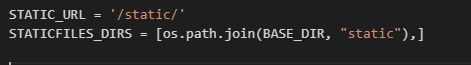 STATIC_URL = '/static/'
STATICFILES_DIRS = [os.path.join(BASE_DIR, "static"),]